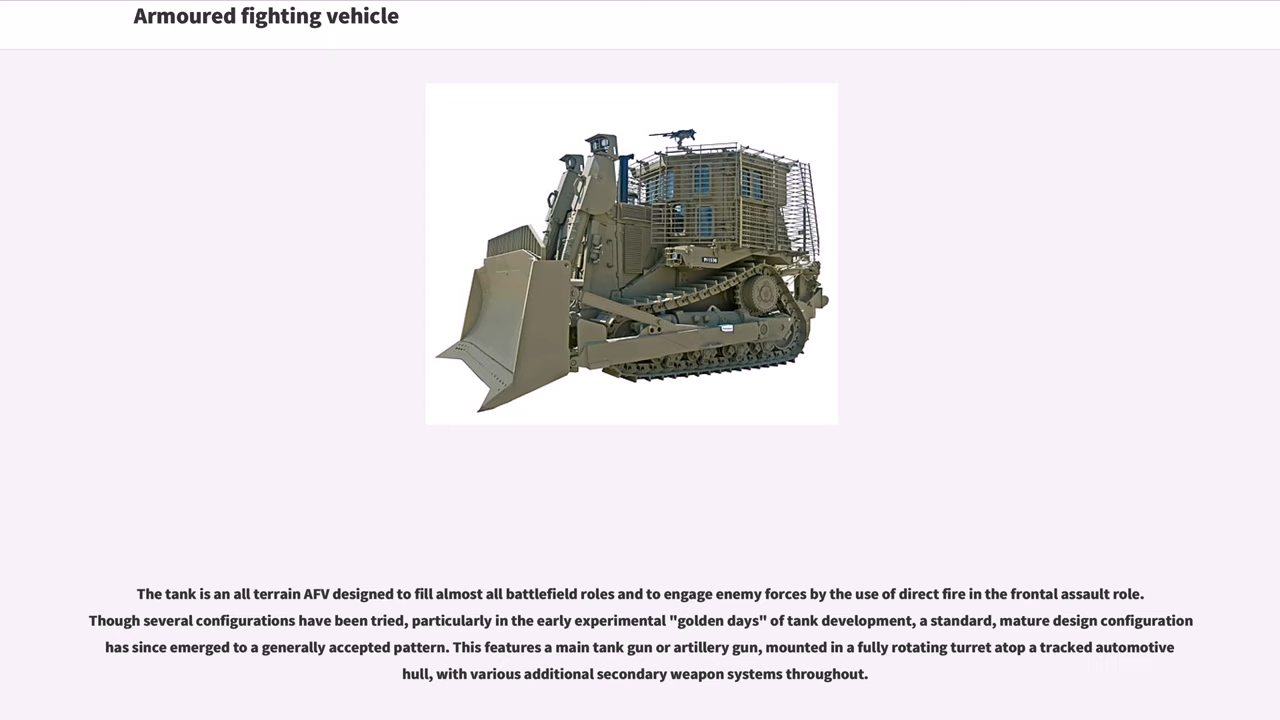 Armoured fighting vehicle
The tank is an all terrain AFV designed to fill almost all battlefield roles and to engage enemy forces by the use of direct fire in the frontal assault role.
Though several configurations have been tried, particularly in the early experimental "golden days" of tank development, a standard, mature design configuration
has since emerged to a generally accepted pattern. This features a main tank gun or artillery gun, mounted in a fully rotating turret atop a tracked automotive
hull, with various additional secondary weapon systems throughout.